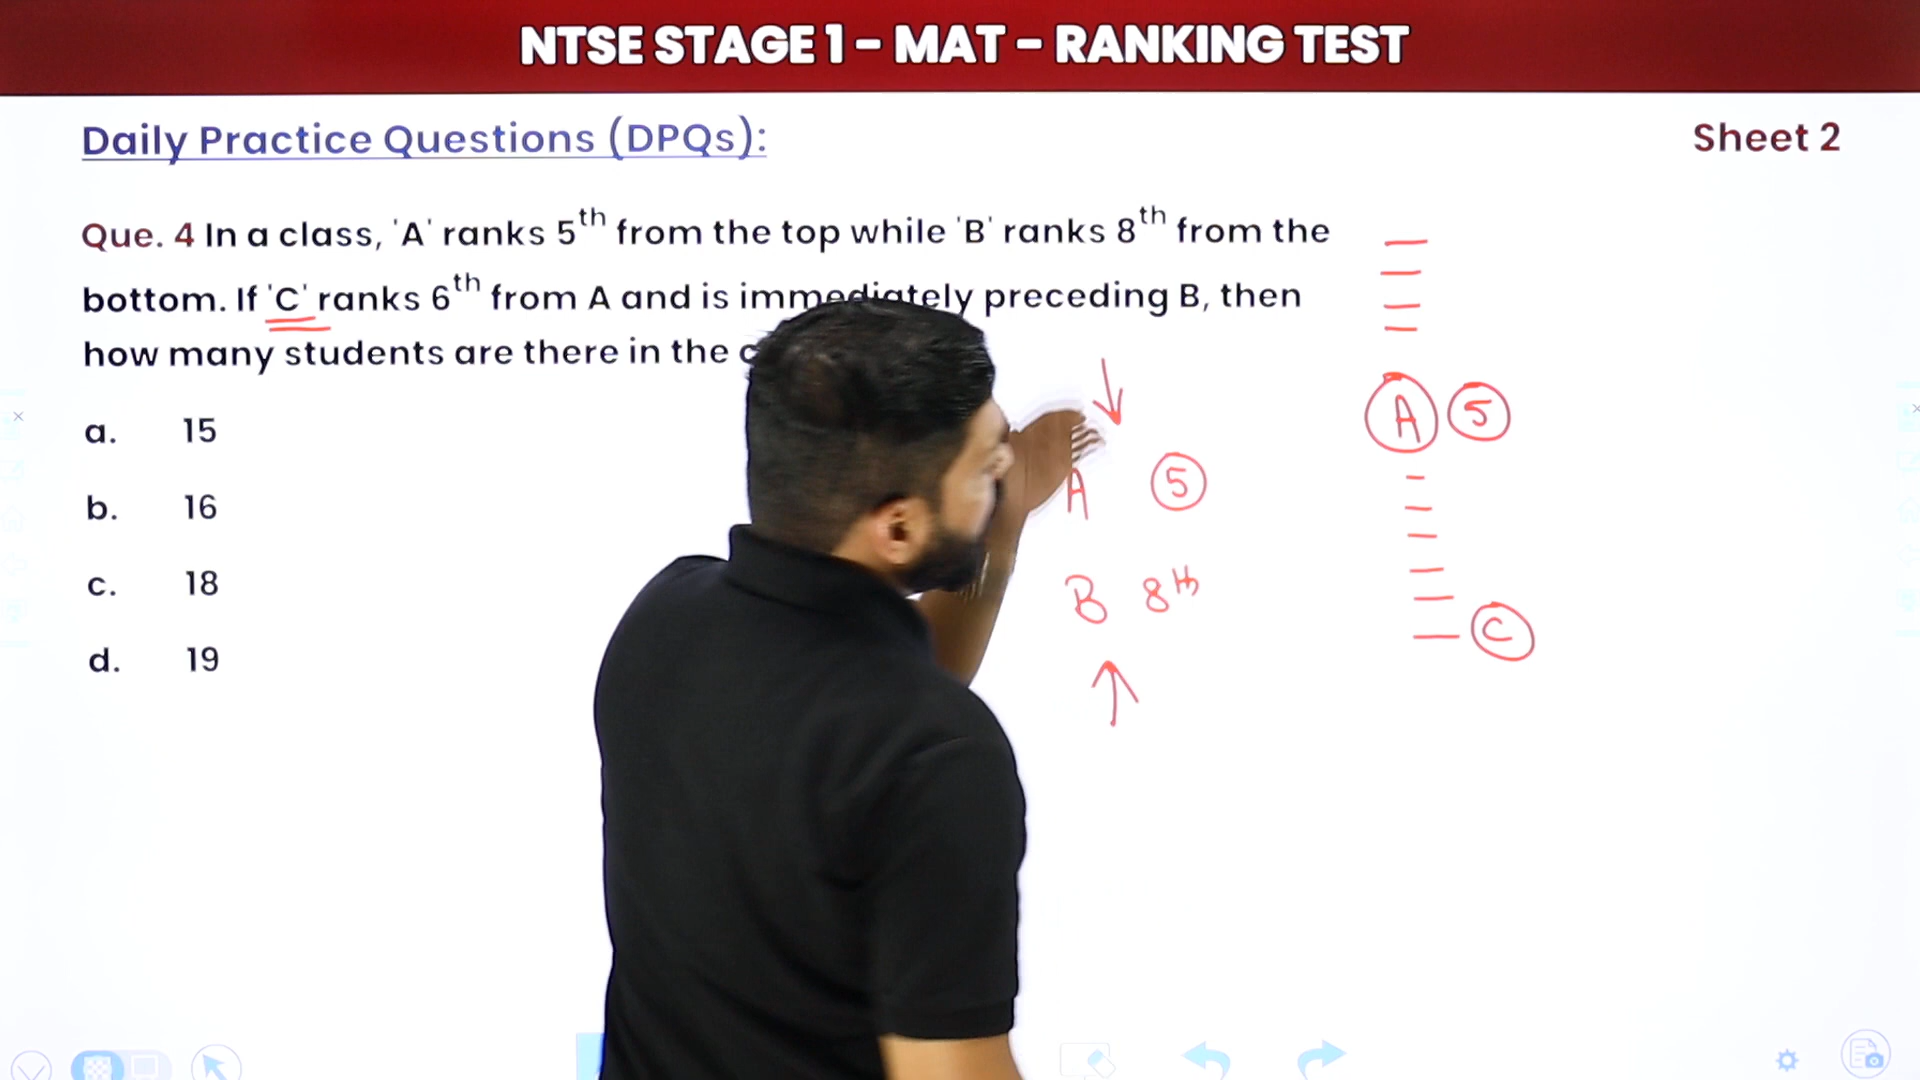 NTSE STAGE 1 – MAT – RANKING TEST
Daily Practice Questions (DPQs):
Sheet 2
Que. 4 In a class, 'A' ranks 5th from the top while 'B' ranks 8th from the
bottom. If 'C' ranks 6th from A and is immediately preceding B, then
how many students are there in the
a. 15
b. 16
c. 18
d. 19
A 5
B 8th
A 5
C